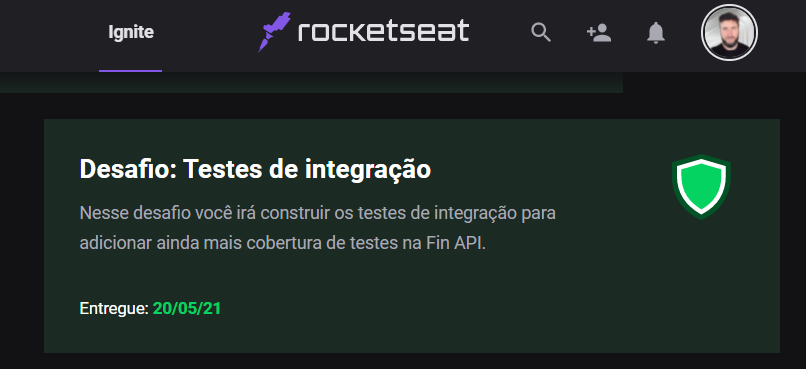 Ignite
rocketseat
Desafio: Testes de integração
Nesse desafio você irá construir os testes de integração para
adicionar ainda mais cobertura de testes na Fin API.
Entregue: 20/05/21